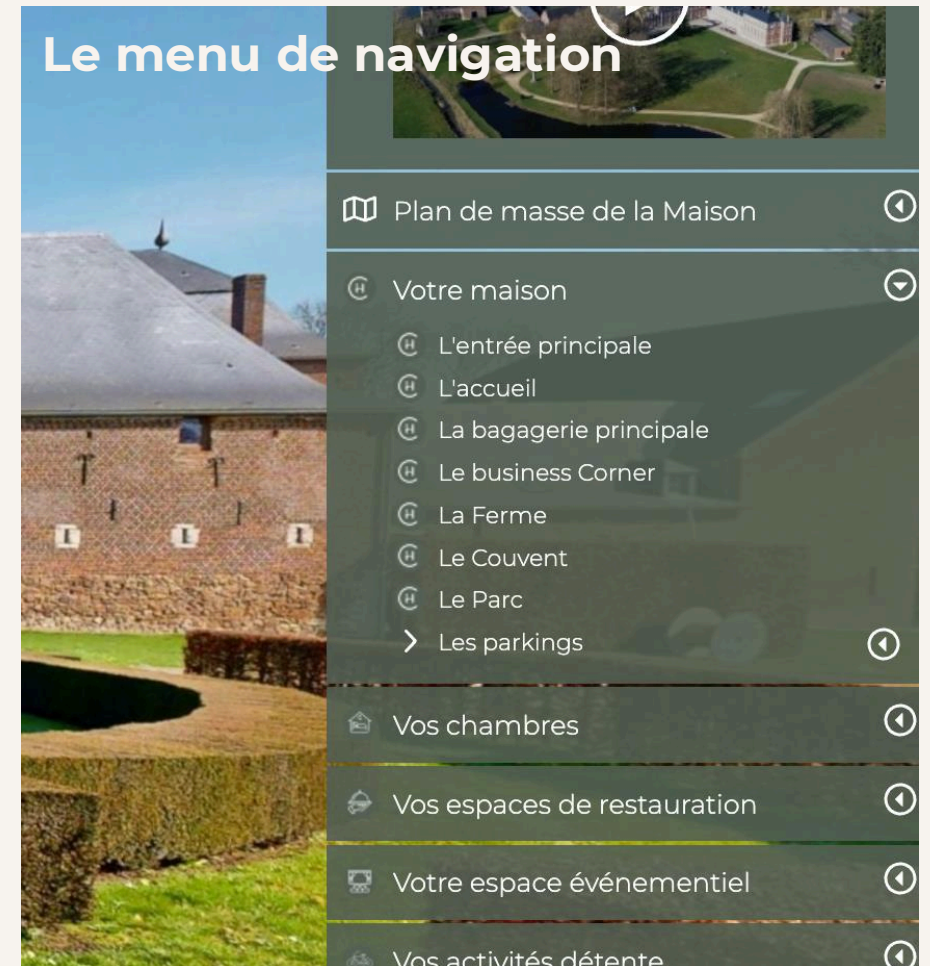 Le menu de navigation
Plan de masse de la Maison
Votre maison
L'entrée principale
L'accueil
La bagagerie principale
Le business Corner
La Ferme
Le Couvent
Le Parc
Les parkings
Vos chambres
Vos espaces de restauration
Votre espace événementiel
Vos activités détente